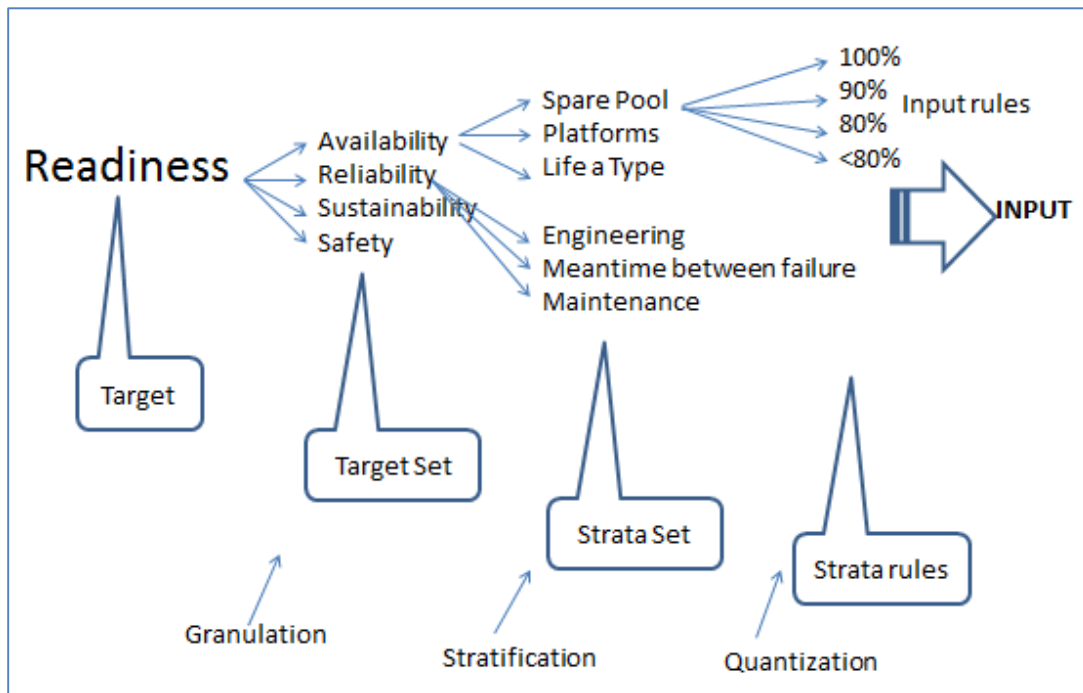 Readiness
Availability
Reliability
Sustainability
Safety
Spare Pool
Platforms
Life a Type
Engineering
Meantime between failure
Maintenance
100%
90%
80%
<80%
Input rules
INPUT
Target
Target Set
Strata Set
Strata rules
Granulation
Stratification
Quantization